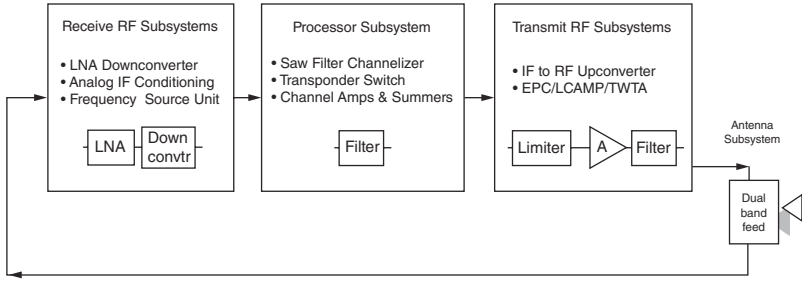 Receive RF Subsystems
• LNA Downconverter
• Analog IF Conditioning
• Frequency Source Unit
LNA
Down
convtr
Processor Subsystem
• Saw Filter Channelizer
• Transponder Switch
• Channel Amps & Summers
Filter
Transmit RF Subsystems
• IF to RF Upconverter
• EPC/LCAMP/TWTA
Limiter
A
Filter
Antenna
Subsystem
Dual
band
feed